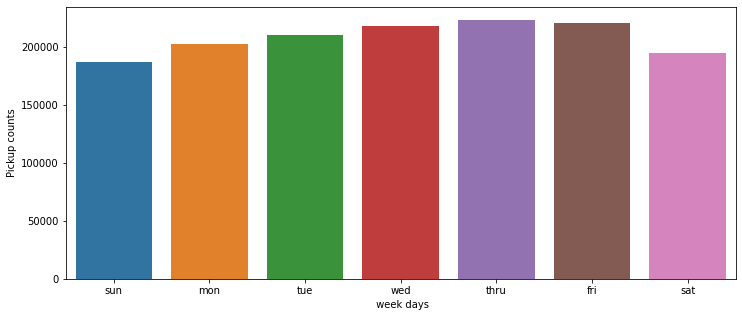 200000
150000
100000
50000
0
Pickup counts
sun mon tue wed thru fri sat
week days